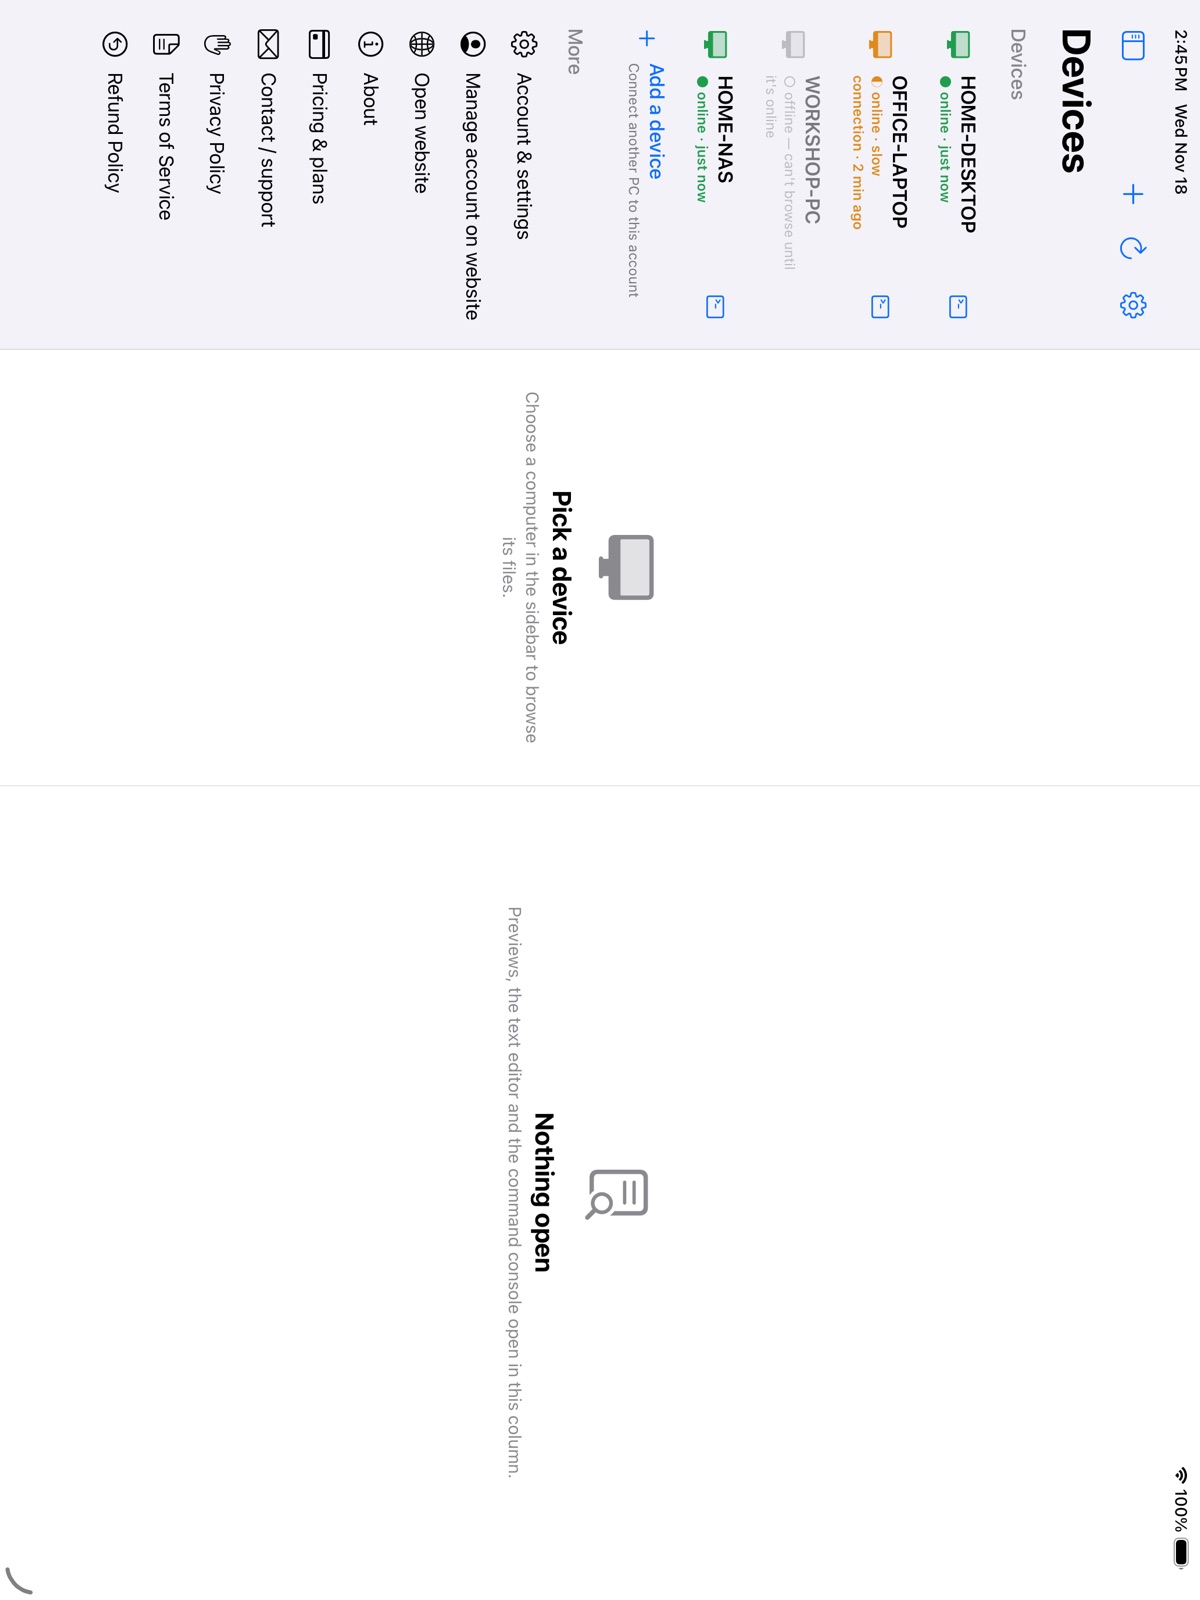 2:45 PM Wed Nov 18
100%
Devices
Devices
HOME-DESKTOP
online · just now
OFFICE-LAPTOP
online · slow
connection · 2 min ago
WORKSHOP-PC
offline — can't browse until
it's online
HOME-NAS
online · just now
Add a device
Connect another PC to this account
More
Account & settings
Manage account on website
Open website
About
Pricing & plans
Contact / support
Privacy Policy
Terms of Service
Refund Policy
Pick a device
Choose a computer in the sidebar to browse
its files.
Nothing open
Previews, the text editor and the command console open in this column.